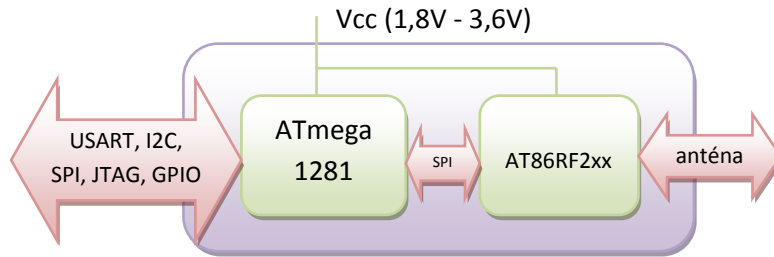 Vcc (1,8V - 3,6V)
USART, I2C,
SPI, JTAG, GPIO
ATmega
1281
SPI
AT86RF2xx
anténa